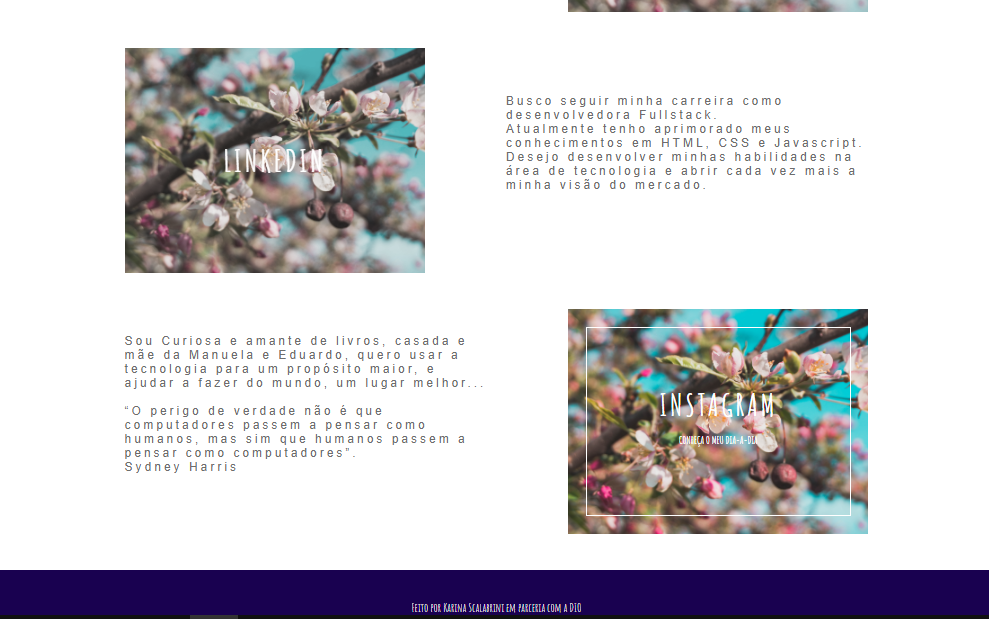 LINKEDIN
Busco seguir minha carreira como
desenvolvedora Fullstack.
Atualmente tenho aprimorado meus
conhecimentos em HTML, CSS e Javascript.
Desejo desenvolver minhas habilidades na
área de tecnologia e abrir cada vez mais a
minha visão do mercado.
Sou Curiosa e amante de livros, casada e
mãe da Manuela e Eduardo, quero usar a
tecnologia para um propósito maior, e
ajudar a fazer do mundo, um lugar melhor...
“O perigo de verdade não é que
computadores passem a pensar como
humanos, mas sim que humanos passem a
pensar como computadores”.
Sydney Harris
INSTAGRAM
CONHEÇA O MEU DIA-A-DIA
Feito por Karina Scalabrini em parceria com a DIO